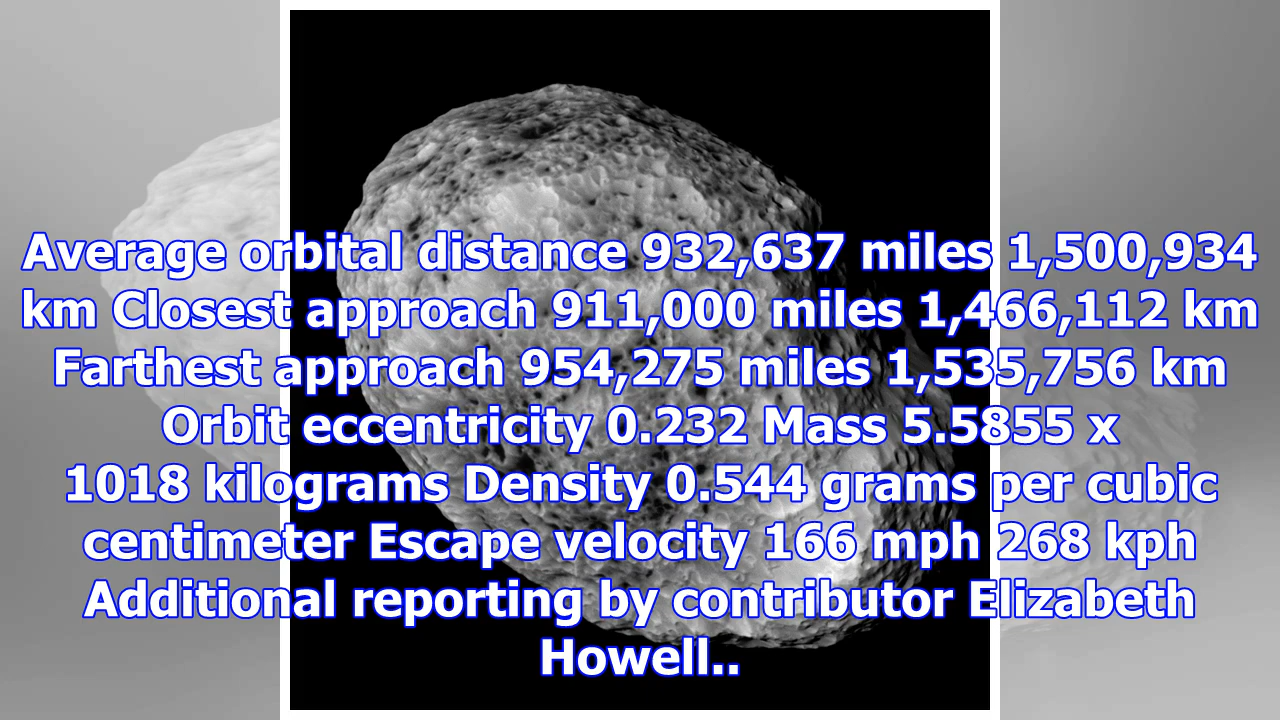 Average orbital distance 932,637 miles 1,500,934
km Closest approach 911,000 miles 1,466,112 km
Farthest approach 954,275 miles 1,535,756 km
Orbit eccentricity 0.232 Mass 5.5855 x
1018 kilograms Density 0.544 grams per cubic
centimeter Escape velocity 166 mph 268 kph
Additional reporting by contributor Elizabeth
Howell..